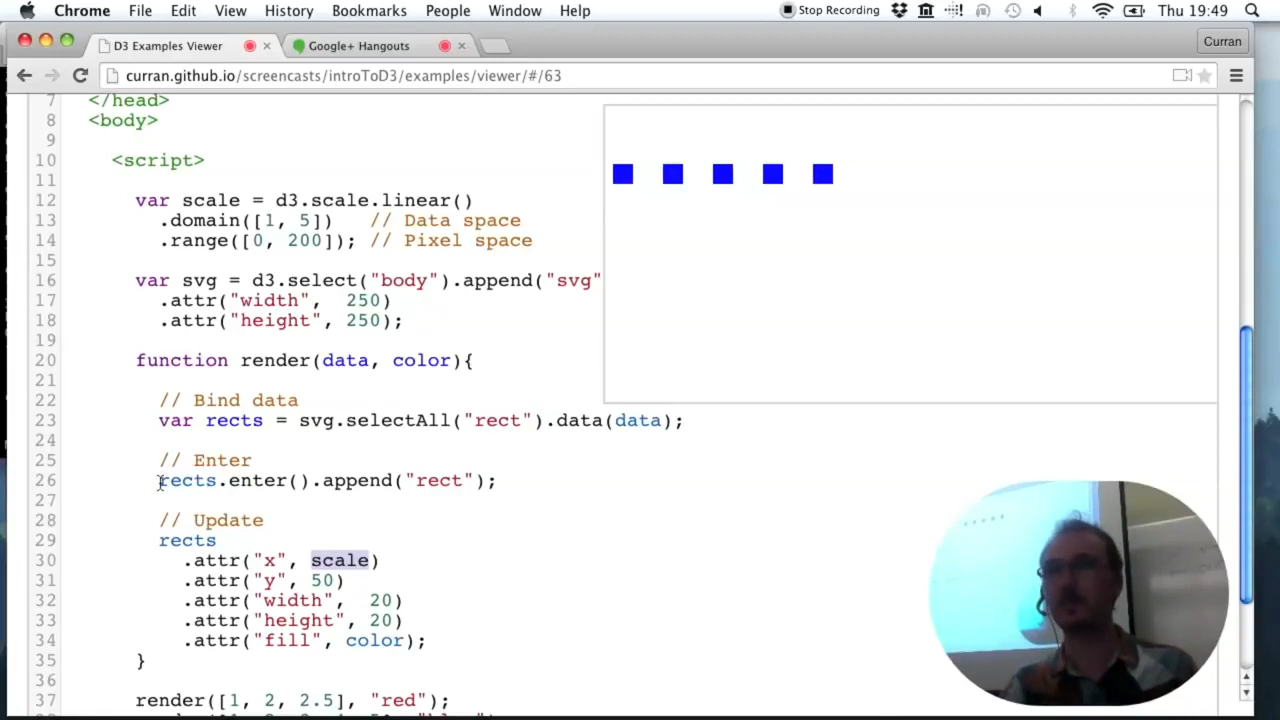 Chrome File Edit View History Bookmarks People Window Help Stop Recording Thu 19:49
D3 Examples Viewer × Google+ Hangouts × Curran
curran.github.io/screencasts/introToD3/examples/viewer/#/63
7 </head>
8 <body>
9
10 <script>
11
12 var scale = d3.scale.linear()
13 .domain([1, 5]) // Data space
14 .range([0, 200]); // Pixel space
15
16 var svg = d3.select("body").append("svg"
17 .attr("width", 250)
18 .attr("height", 250);
19
20 function render(data, color){
21
22 // Bind data
23 var rects = svg.selectAll("rect").data(data);
24
25 // Enter
26 rects.enter().append("rect");
27
28 // Update
29 rects
30 .attr("x", scale)
31 .attr("y", 50)
32 .attr("width", 20)
33 .attr("height", 20)
34 .attr("fill", color);
35 }
36
37 render([1, 2, 2.5], "red");